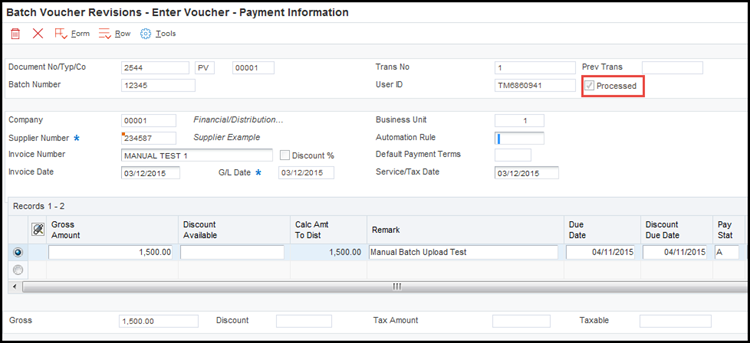 Batch Voucher Revisions - Enter Voucher - Payment Information
Form Row Tools
Document No/Typ/Co 2544 PV 00001 Trans No 1 Prev Trans
Batch Number 12345 User ID TM6860941 Processed
Company 00001 Financial/Distribution... Business Unit 1
Supplier Number * 234587 Supplier Example Automation Rule
Invoice Number MANUAL TEST 1 Discount % Default Payment Terms
Invoice Date 03/12/2015 G/L Date * 03/12/2015 Service/Tax Date 03/12/2015
Records 1 - 2
Gross Amount Discount Available Calc Amt To Dist Remark Due Date Discount Due Date Pay Stat
1,500.00 1,500.00 Manual Batch Upload Test 04/11/2015 04/11/2015 A
Gross 1,500.00 Discount Tax Amount Taxable